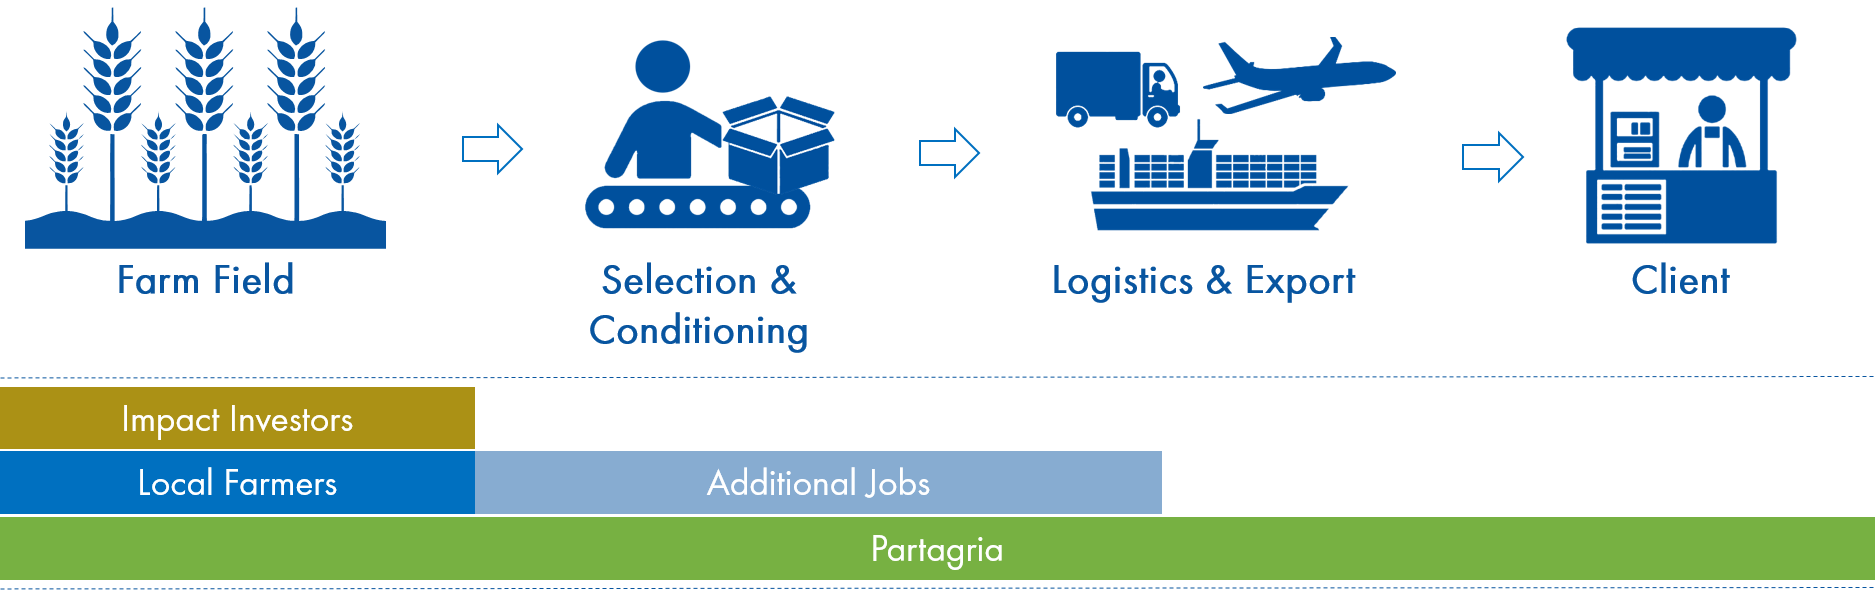 Farm Field
Selection &
Conditioning
Logistics & Export
Client
Impact Investors
Local Farmers
Additional Jobs
Partagria